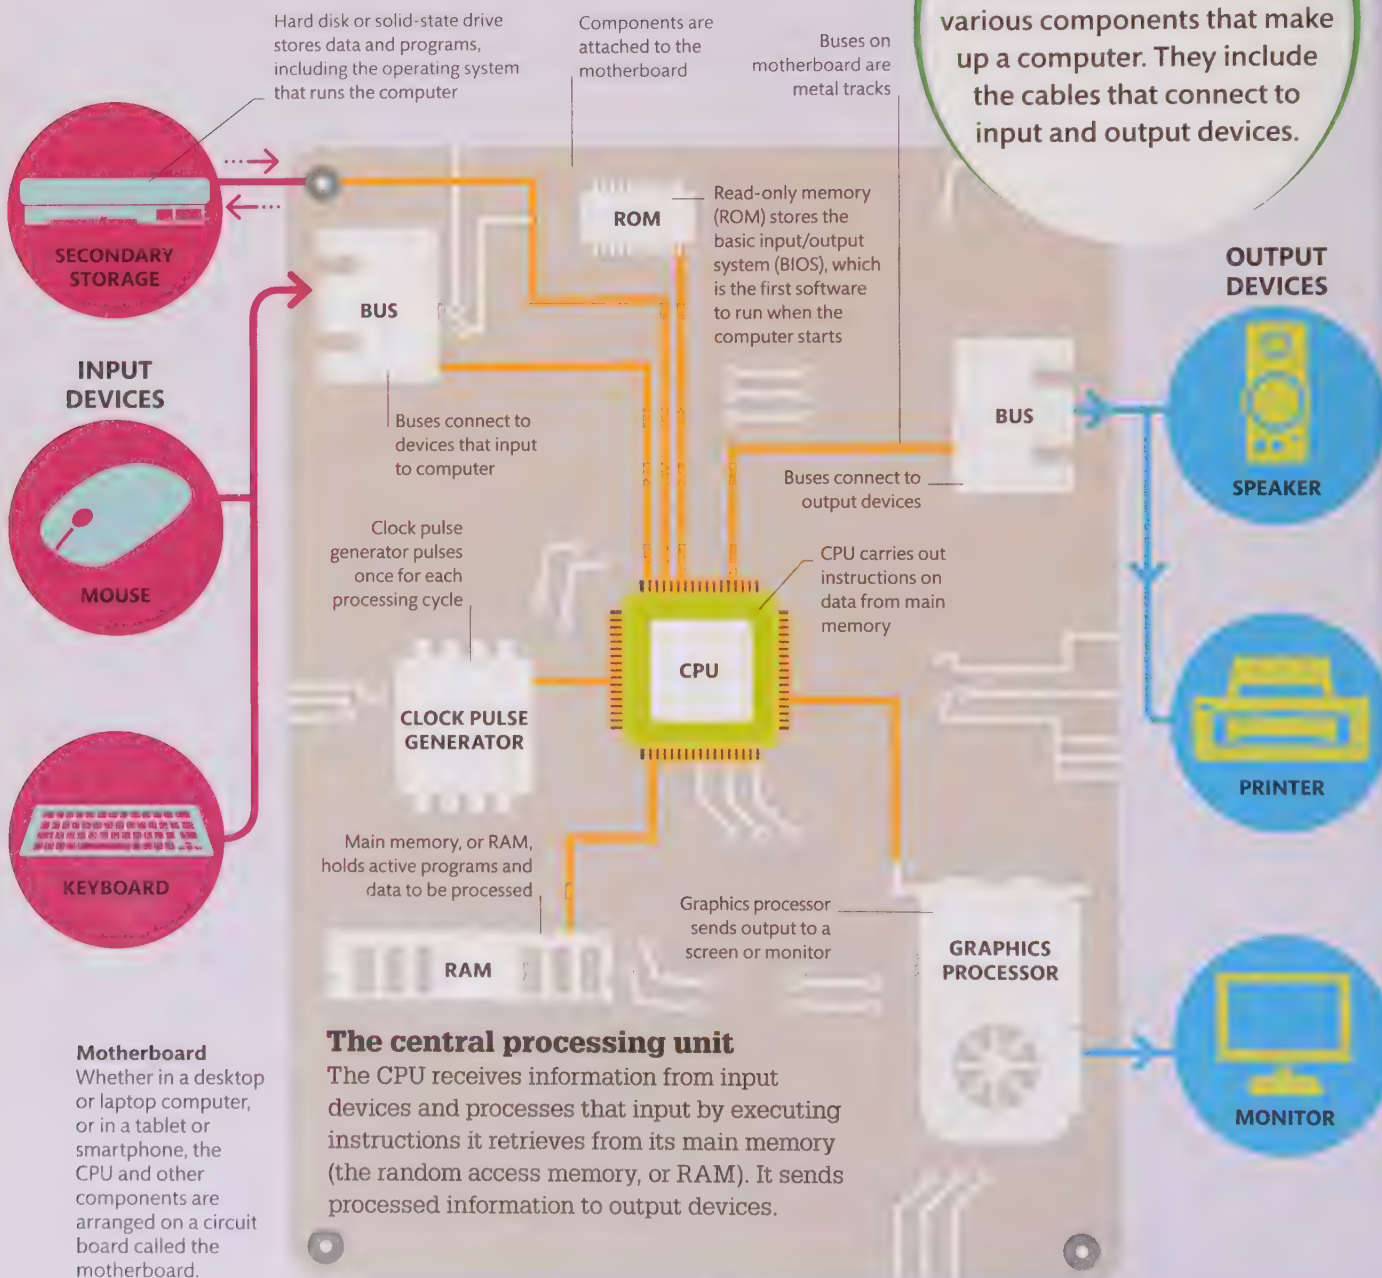 Hard disk or solid-state drive
stores data and programs,
including the operating system
that runs the computer
Components are
attached to the
motherboard
Buses on
motherboard are
metal tracks
various components that make
up a computer. They include
the cables that connect to
input and output devices.
SECONDARY
STORAGE
ROM
Read-only memory
(ROM) stores the
basic input/output
system (BIOS), which
is the first software
to run when the
computer starts
OUTPUT
DEVICES
BUS
INPUT
DEVICES
Buses connect to
devices that input
to computer
BUS
Buses connect to
output devices
SPEAKER
MOUSE
Clock pulse
generator pulses
once for each
processing cycle
CPU carries out
instructions on
data from main
memory
CPU
CLOCK PULSE
GENERATOR
PRINTER
KEYBOARD
Main memory, or RAM,
holds active programs and
data to be processed
RAM
Graphics processor
sends output to a
screen or monitor
GRAPHICS
PROCESSOR
MONITOR
Motherboard
Whether in a desktop
or laptop computer,
or in a tablet or
smartphone, the
CPU and other
components are
arranged on a circuit
board called the
motherboard.
The central processing unit
The CPU receives information from input
devices and processes that input by executing
instructions it retrieves from its main memory
(the random access memory, or RAM). It sends
processed information to output devices.